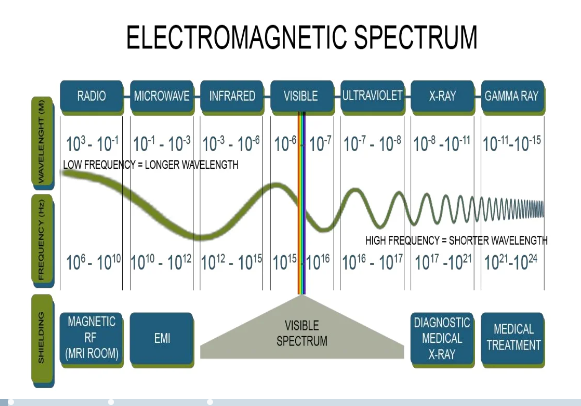 ELECTROMAGNETIC SPECTRUM
RADIO MICROWAVE INFRARED VISIBLE ULTRAVIOLET X-RAY GAMMA RAY
WAVELENGHT (M)
10³ - 10⁻¹ 10⁻¹ - 10⁻³ 10⁻³ - 10⁻⁶ 10⁻⁶ 10⁻⁷ 10⁻⁷ - 10⁻⁸ 10⁻⁸ -10⁻¹¹ 10⁻¹¹-10⁻¹⁵
LOW FREQUENCY = LONGER WAVELENGTH
FREQUENCY (Hz)
HIGH FREQUENCY = SHORTER WAVELENGTH
10⁶ - 10¹⁰ 10¹⁰ - 10¹² 10¹² - 10¹⁵ 10¹⁵ - 10¹⁶ 10¹⁶ - 10¹⁷ 10¹⁷ -10²¹ 10²¹-10²⁴
SHIELDING
MAGNETIC
RF
(MRI ROOM)
EMI
VISIBLE
SPECTRUM
DIAGNOSTIC
MEDICAL
X-RAY
MEDICAL
TREATMENT